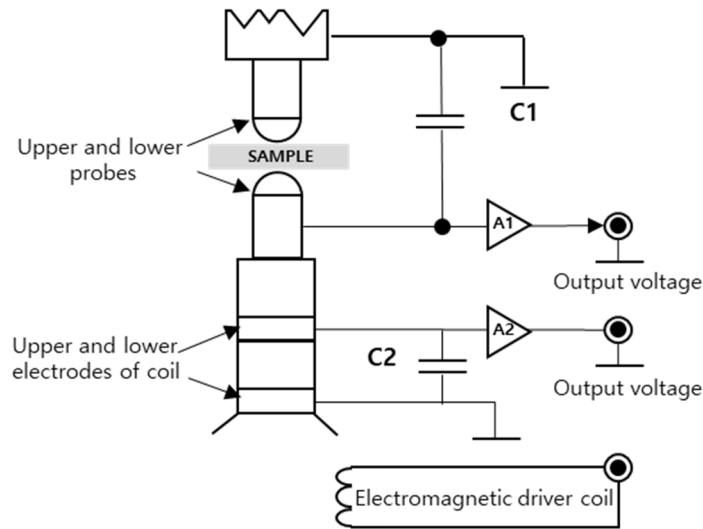 C1
Upper and lower
probes
SAMPLE
A1
Output voltage
Upper and lower
electrodes of coil
C2
A2
Output voltage
Electromagnetic driver coil